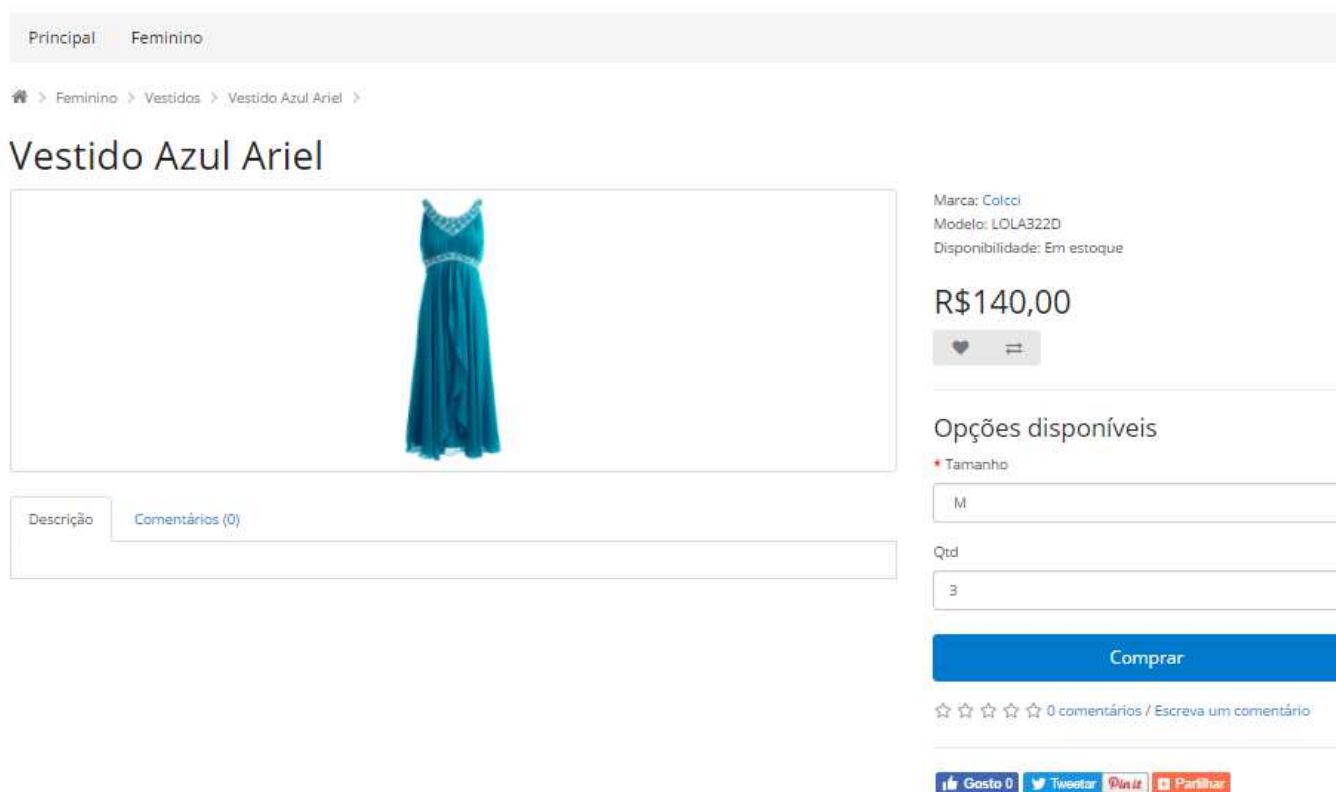 Principal Feminino
> Feminino > Vestidos > Vestido Azul Ariel >
Vestido Azul Ariel
Marca: Colcci
Modelo: LOLA322D
Disponibilidade: Em estoque
R$140,00
Opções disponíveis
* Tamanho
M
Qtd
3
Comprar
0 comentários / Escreva um comentário
Gosto 0 Tweetar Pin it Partilhar
Descrição Comentários (0)